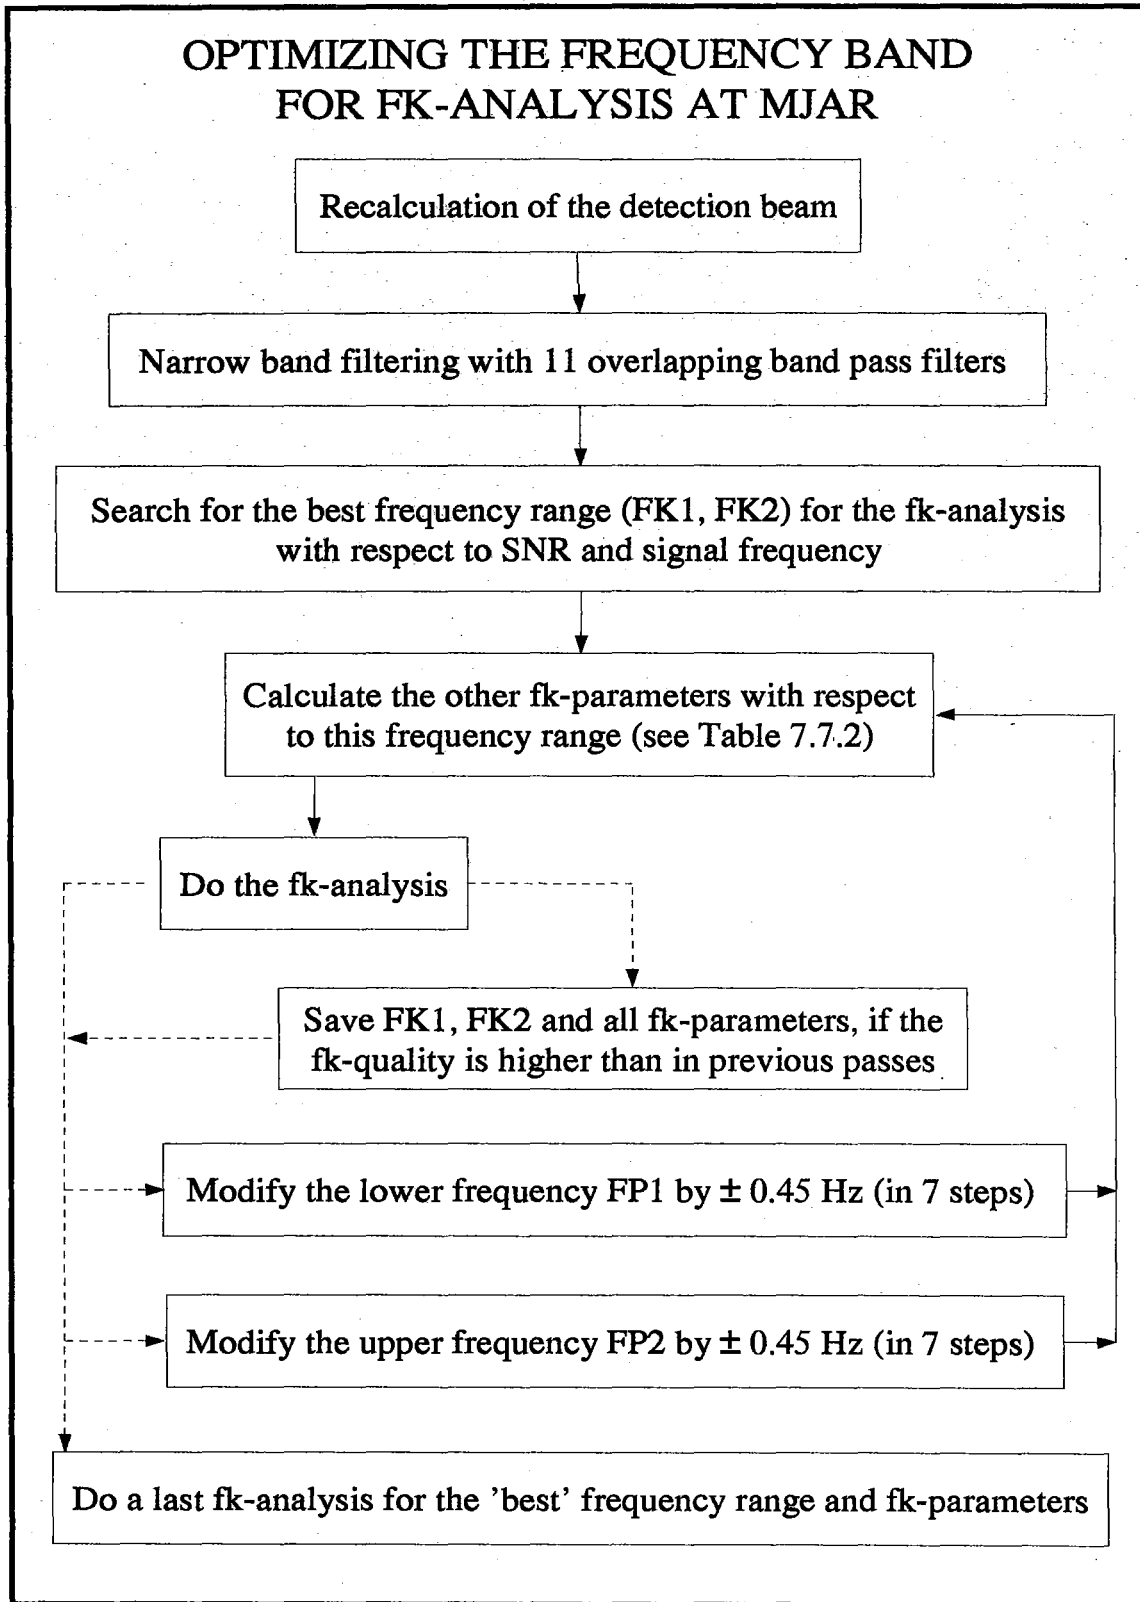 OPTIMIZING THE FREQUENCY BAND
FOR FK-ANALYSIS AT MJAR
Recalculation of the detection beam
Narrow band filtering with 11 overlapping band pass filters
Search for the best frequency range (FK1, FK2) for the fk-analysis
with respect to SNR and signal frequency
Calculate the other fk-parameters with respect
to this frequency range (see Table 7.7.2)
Do the fk-analysis
Save FK1, FK2 and all fk-parameters, if the
fk-quality is higher than in previous passes
Modify the lower frequency FP1 by ± 0.45 Hz (in 7 steps)
Modify the upper frequency FP2 by ± 0.45 Hz (in 7 steps)
Do a last fk-analysis for the 'best' frequency range and fk-parameters